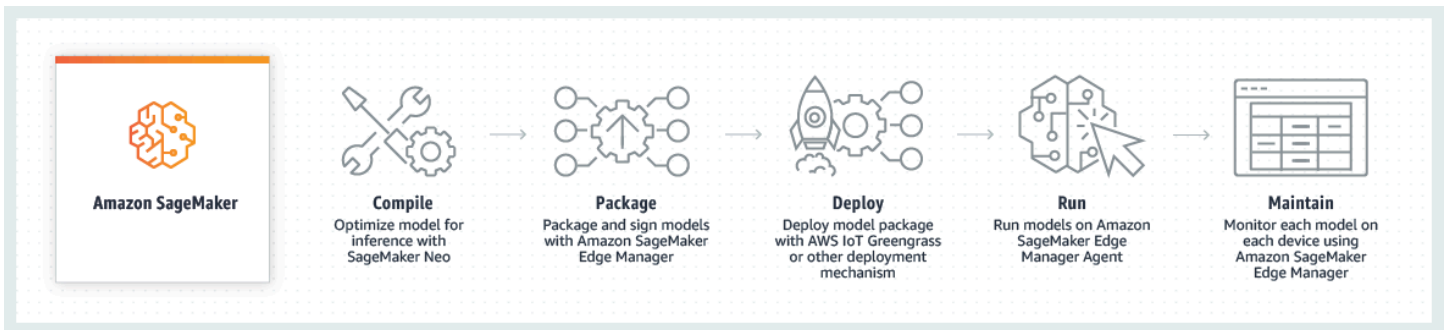 Amazon SageMaker
Compile
Optimize model for
inference with
SageMaker Neo
Package
Package and sign models
with Amazon SageMaker
Edge Manager
Deploy
Deploy model package
with AWS IoT Greengrass
or other deployment
mechanism
Run
Run models on Amazon
SageMaker Edge
Manager Agent
Maintain
Monitor each model on
each device using
Amazon SageMaker
Edge Manager